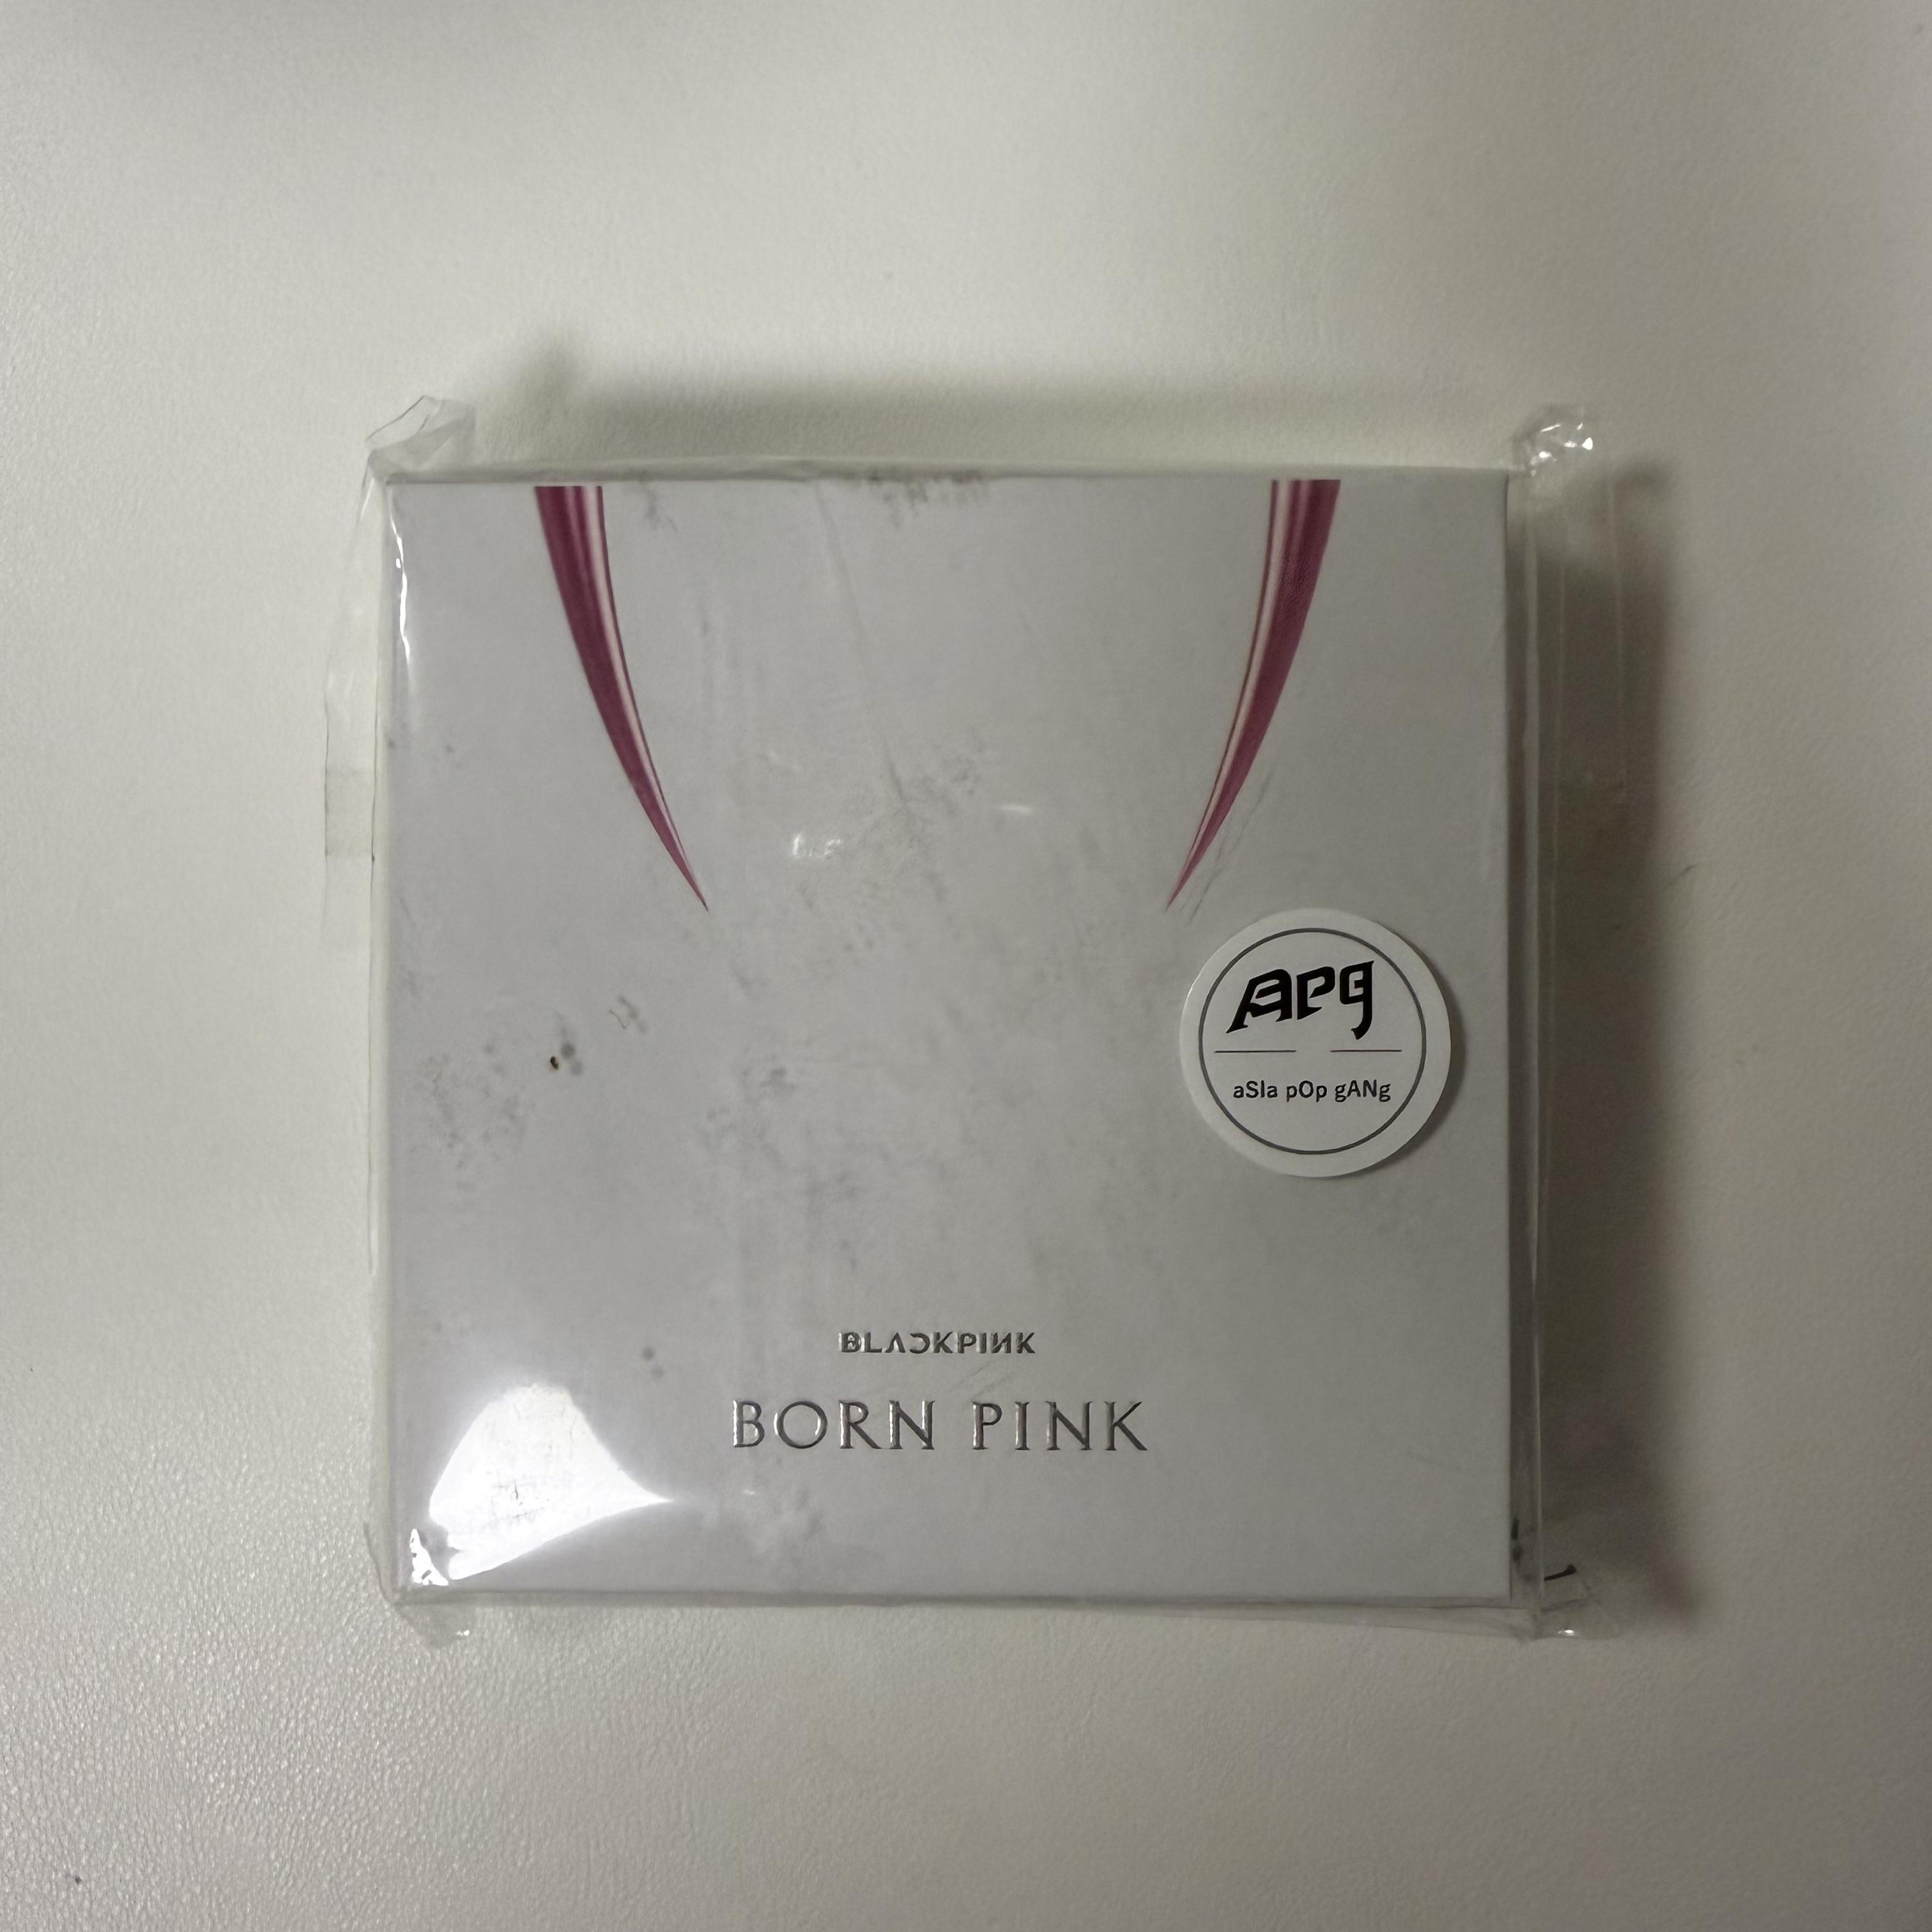 APg
aSIa pOp gANg
BLACKPINK
BORN PINK